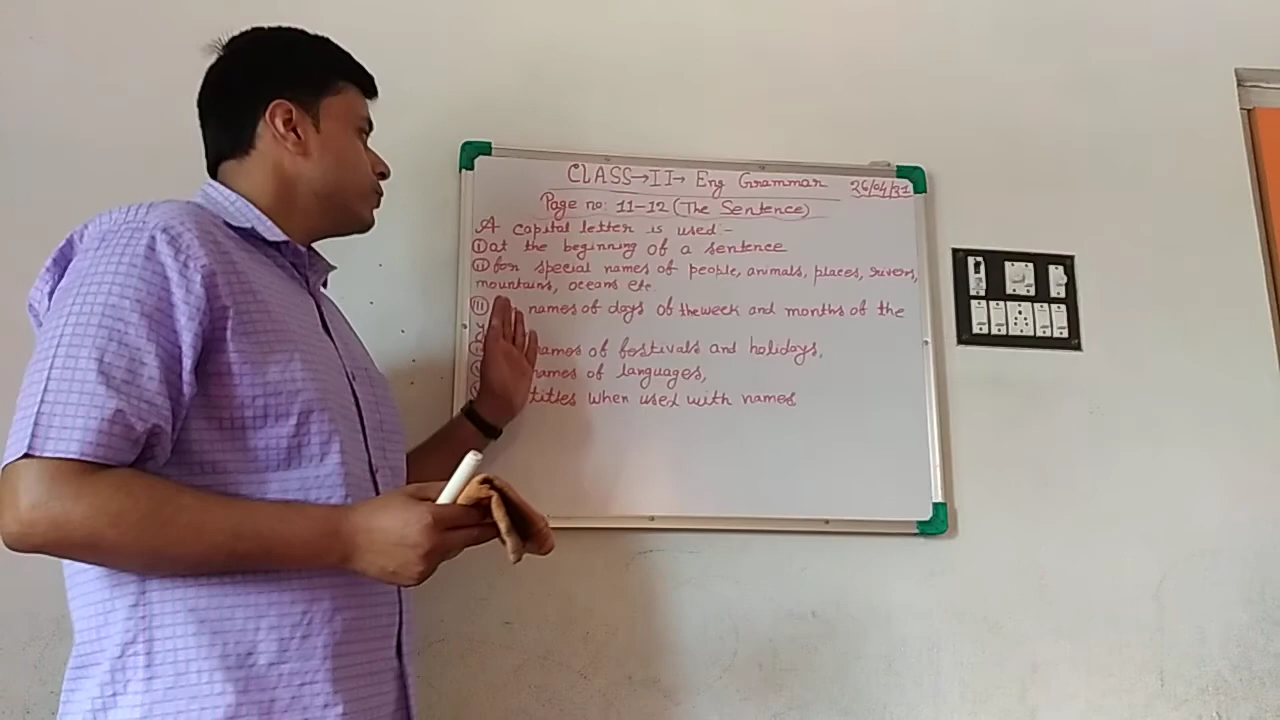 CLASS→II→ Eng Grammar
26/04/21
Page no: 11-12 (The Sentence)
A capital letter is used:-
(i) at the beginning of a sentence
(ii) for special names of people, animals, places, rivers,
mountains, oceans etc.
(iii) names of days of the week and months of the
names of festivals and holidays,
names of languages,
titles when used with names